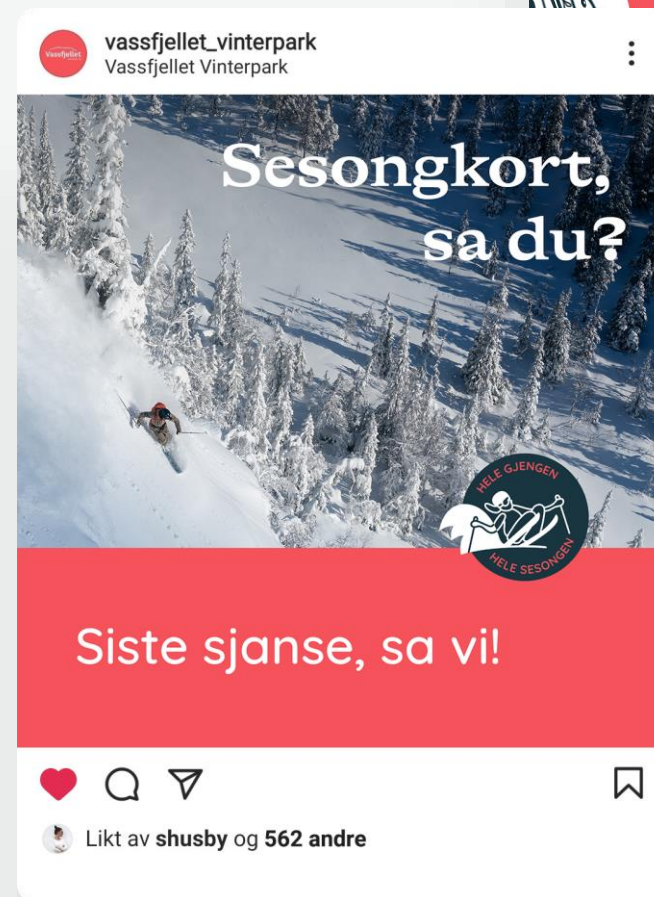 Vassfjellet
vassfjellet_vinterpark
Vassfjellet Vinterpark
Sesongkort,
sa du?
HELE GJENGEN
HELE SESONGEN
Siste sjanse, sa vi!
Likt av shusby og 562 andre